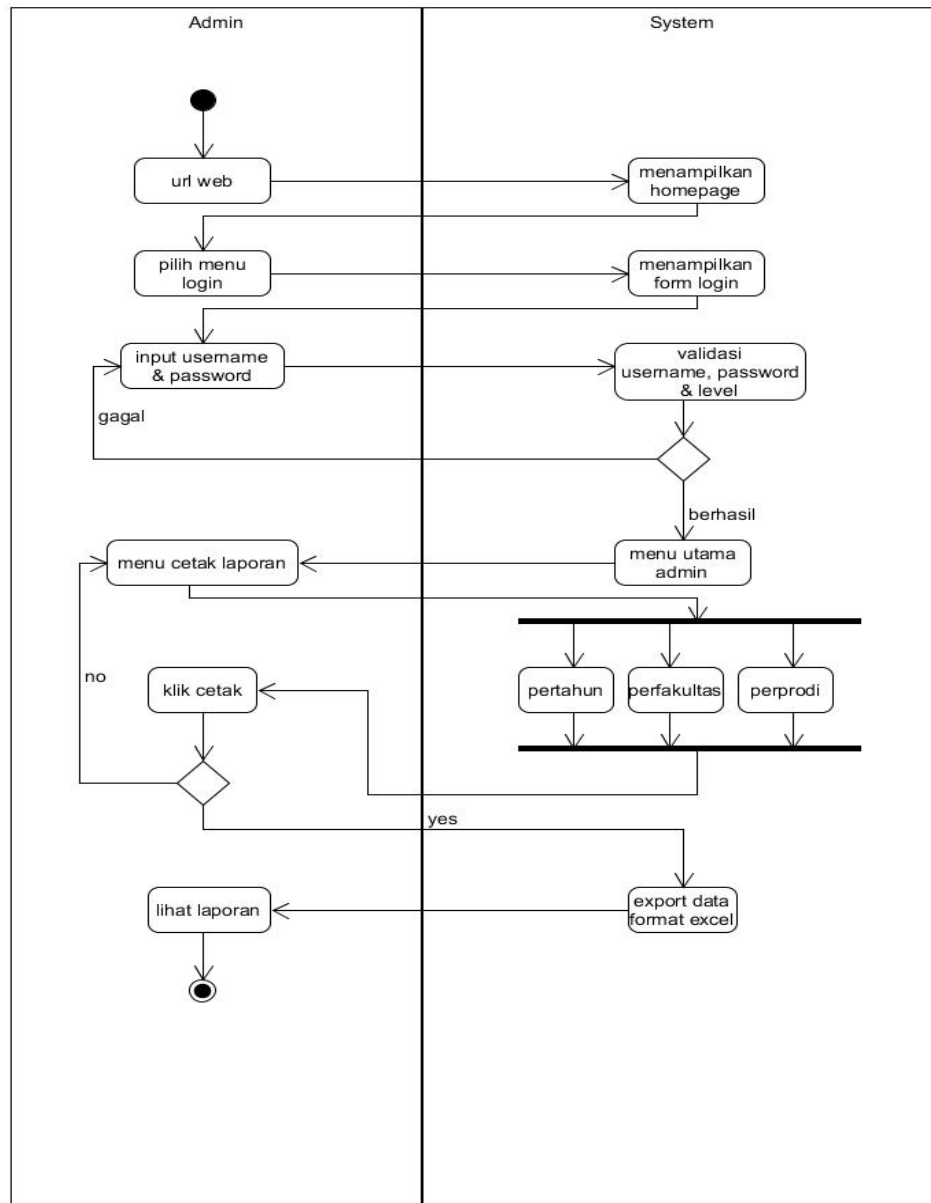 Admin
System
url web
menampilkan
homepage
pilih menu
login
menampilkan
form login
input username
& password
validasi
username, password
& level
gagal
berhasil
menu cetak laporan
menu utama
admin
no
klik cetak
pertahun
perfakultas
perprodi
yes
lihat laporan
export data
format excel